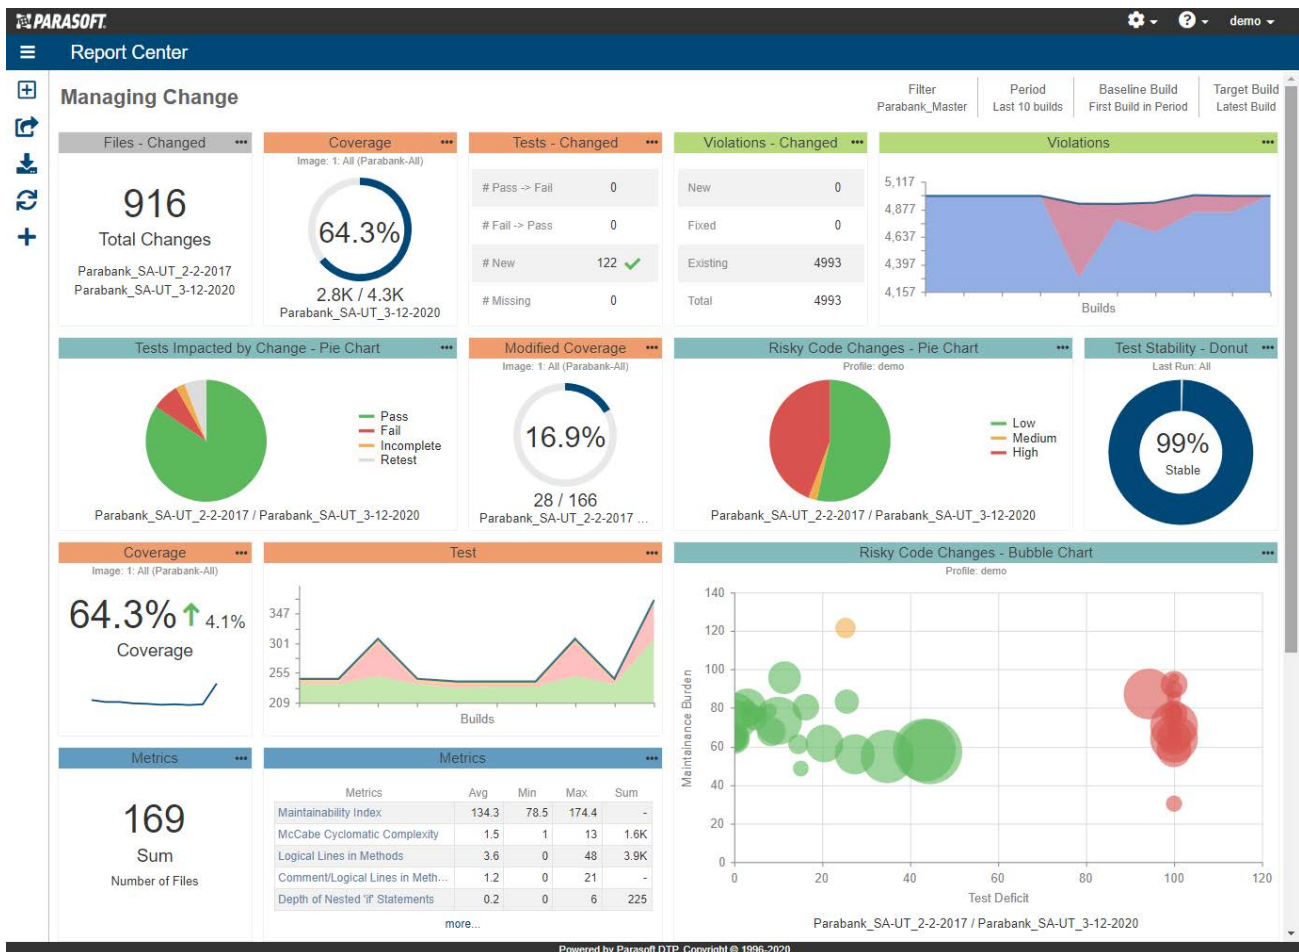 PARASOFT.
demo
Report Center
Managing Change
Filter
Parabank_Master
Period
Last 10 builds
Baseline Build
First Build in Period
Target Build
Latest Build
Files - Changed
916
Total Changes
Parabank_SA-UT_2-2-2017
Parabank_SA-UT_3-12-2020
Coverage
Image: 1: All (Parabank-All)
64.3%
2.8K / 4.3K
Parabank_SA-UT_3-12-2020
Tests - Changed
# Pass -> Fail 0
# Fail -> Pass 0
# New 122
# Missing 0
Violations - Changed
New 0
Fixed 0
Existing 4993
Total 4993
Violations
5,117
4,877
4,637
4,397
4,157
Builds
Tests Impacted by Change - Pie Chart
Pass
Fail
Incomplete
Retest
Parabank_SA-UT_2-2-2017 / Parabank_SA-UT_3-12-2020
Modified Coverage
Image: 1: All (Parabank-All)
16.9%
28 / 166
Parabank_SA-UT_2-2-2017 ...
Risky Code Changes - Pie Chart
Profile: demo
Low
Medium
High
Parabank_SA-UT_2-2-2017 / Parabank_SA-UT_3-12-2020
Test Stability - Donut
Last Run: All
99%
Stable
Coverage
Image: 1: All (Parabank-All)
64.3% 4.1%
Coverage
Test
347
301
255
209
Builds
Risky Code Changes - Bubble Chart
Profile: demo
Maintainance Burden
140
120
100
80
60
40
20
0
0 20 40 60 80 100 120
Test Deficit
Parabank_SA-UT_2-2-2017 / Parabank_SA-UT_3-12-2020
Metrics
169
Sum
Number of Files
Metrics
Metrics Avg Min Max Sum
Maintainability Index 134.3 78.5 174.4 -
McCabe Cyclomatic Complexity 1.5 1 13 1.6K
Logical Lines in Methods 3.6 0 48 3.9K
Comment/Logical Lines in Meth... 1.2 0 21 -
Depth of Nested 'if' Statements 0.2 0 6 225
more...
Powered by Parasoft DTP. Copyright © 1996-2020